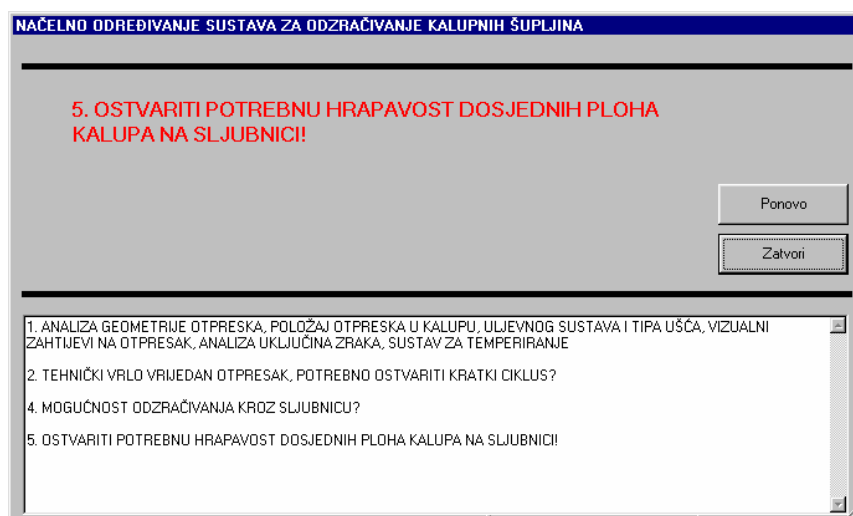 NAČELNO ODREĐIVANJE SUSTAVA ZA ODZRAČIVANJE KALUPNIH ŠUPLJINA
5. OSTVARITI POTREBNU HRAPAVOST DOSJEDNIH PLOHA
KALUPA NA SLJUBNICI!
Ponovo
Zatvori
1. ANALIZA GEOMETRIJE OTPRESKA, POLOŽAJ OTPRESKA U KALUPU, ULJEVNOG SUSTAVA I TIPA UŠĆA, VIZUALNI
ZAHTIJEVI NA OTPRESAK, ANALIZA UKLJUČINA ZRAKA, SUSTAV ZA TEMPERIRANJE
2. TEHNIČKI VRLO VRIJEDAN OTPRESAK, POTREBNO OSTVARITI KRATKI CIKLUS?
4. MOGUĆNOST ODZRAČIVANJA KROZ SLJUBNICU?
5. OSTVARITI POTREBNU HRAPAVOST DOSJEDNIH PLOHA KALUPA NA SLJUBNICI!